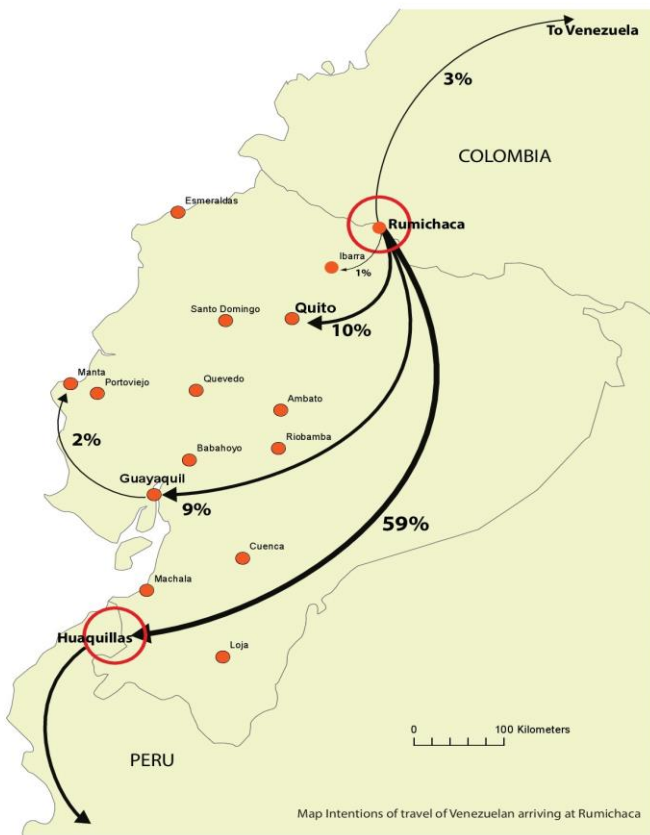 To Venezuela
3%
COLOMBIA
Esmeraldas
Rumichaca
Ibarra
1%
Santo Domingo
Quito
10%
Manta
Portoviejo
Quevedo
Ambato
2%
Babahoyo
Riobamba
Guayaquil
9%
59%
Cuenca
Machala
Huaquillas
Loja
0 100 Kilometers
PERU
Map Intentions of travel of Venezuelan arriving at Rumichaca